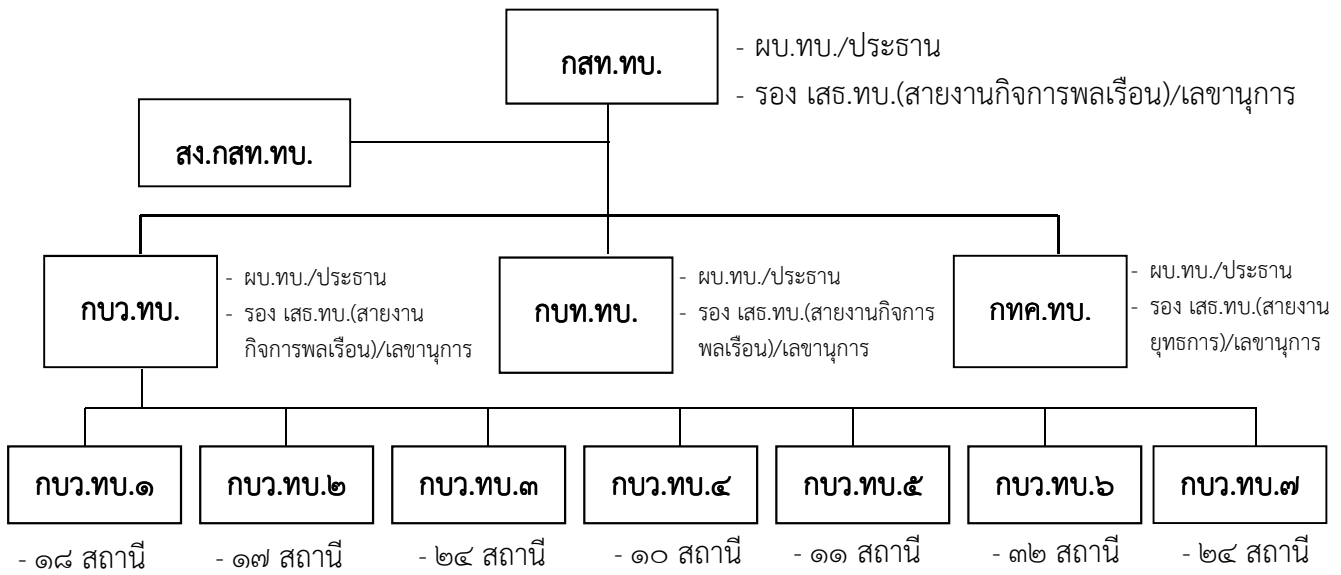 กสท.ทบ.
- ผบ.ทบ./ประธาน
- รอง เสธ.ทบ.(สายงานกิจการพลเรือน)/เลขานุการ
สง.กสท.ทบ.
กบว.ทบ.
- ผบ.ทบ./ประธาน
- รอง เสธ.ทบ.(สายงาน
กิจการพลเรือน)/เลขานุการ
กบท.ทบ.
- ผบ.ทบ./ประธาน
- รอง เสธ.ทบ.(สายงานกิจการ
พลเรือน)/เลขานุการ
กทค.ทบ.
- ผบ.ทบ./ประธาน
- รอง เสธ.ทบ.(สายงาน
ยุทธการ)/เลขานุการ
กบว.ทบ.๑
กบว.ทบ.๒
กบว.ทบ.๓
กบว.ทบ.๔
กบว.ทบ.๕
กบว.ทบ.๖
กบว.ทบ.๗
- ๑๘ สถานี
- ๑๗ สถานี
- ๒๔ สถานี
- ๑๐ สถานี
- ๑๑ สถานี
- ๓๒ สถานี
- ๒๔ สถานี